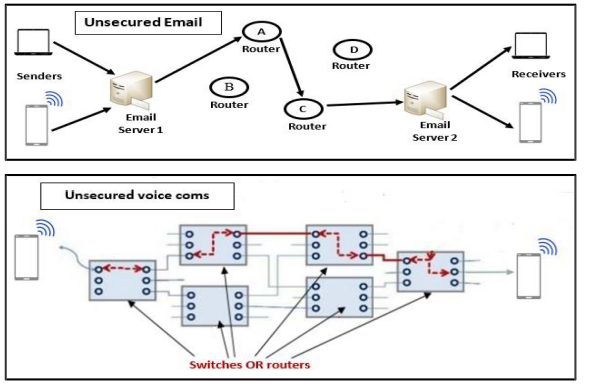 Unsecured Email
A
Router
D
Router
Senders
B
Router
Receivers
Email
Server 1
C
Router
Email
Server 2
Unsecured voice coms
Switches OR routers